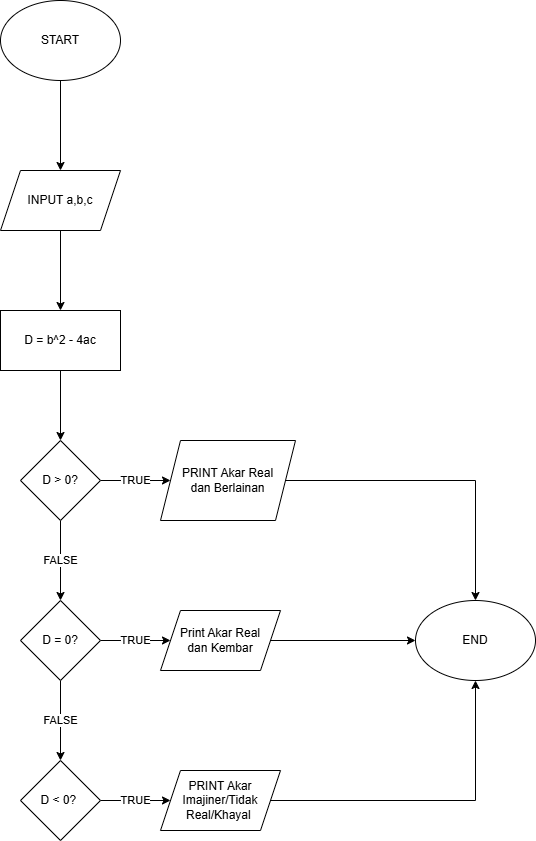 START
INPUT a,b,c
D = b^2 - 4ac
D > 0?
TRUE
PRINT Akar Real
dan Berlainan
FALSE
D = 0?
TRUE
Print Akar Real
dan Kembar
END
FALSE
D < 0?
TRUE
PRINT Akar
Imajiner/Tidak
Real/Khayal